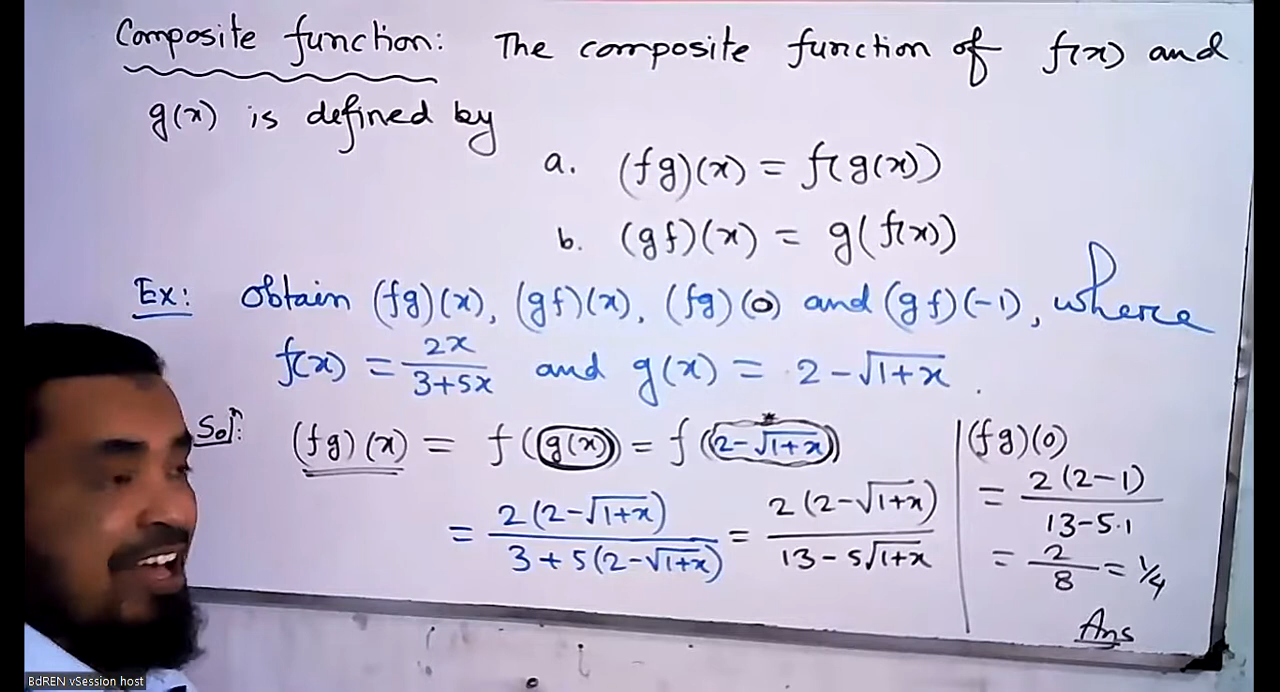 Composite function: The composite function of f(x) and
g(x) is defined by
a. (fg)(x) = f(g(x))
b. (gf)(x) = g(f(x))
Ex: Obtain (fg)(x), (gf)(x), (fg)(0) and (gf)(-1), where
f(x) = 2x/3+5x and g(x) = 2-√1+x.
Solⁿ: (fg)(x) = f(g(x)) = f(2-√1+x)
= 2(2-√1+x)/3+5(2-√1+x) = 2(2-√1+x)/13-5√1+x
(fg)(0)
= 2(2-1)/13-5.1
= 2/8 = 1/4
Ans
BdREN vSession host